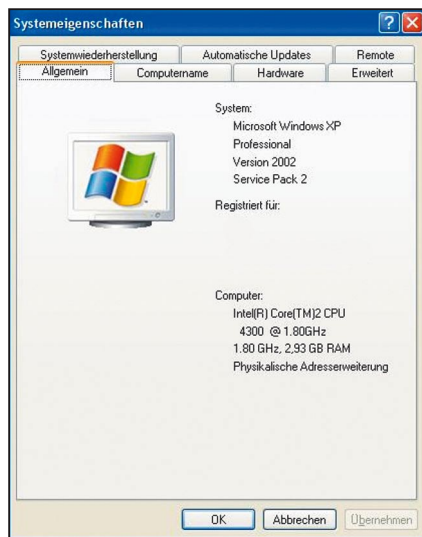 Systemeigenschaften
Systemwiederherstellung Automatische Updates Remote
Allgemein Computername Hardware Erweitert
System:
Microsoft Windows XP
Professional
Version 2002
Service Pack 2
Registriert für:
Computer:
Intel(R) Core(TM)2 CPU
4300 @ 1.80GHz
1.80 GHz, 2,93 GB RAM
Physikalische Adresserweiterung
OK Abbrechen Übernehmen